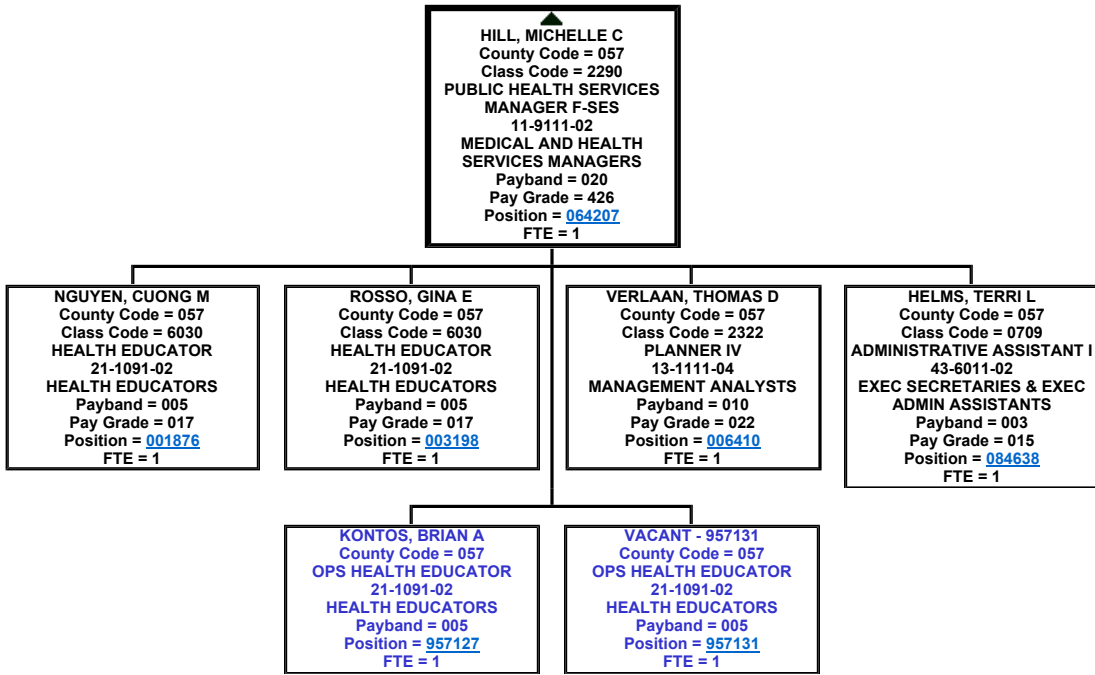 HILL, MICHELLE C
County Code = 057
Class Code = 2290
PUBLIC HEALTH SERVICES
MANAGER F-SES
11-9111-02
MEDICAL AND HEALTH
SERVICES MANAGERS
Payband = 020
Pay Grade = 426
Position = 064207
FTE = 1
NGUYEN, CUONG M
County Code = 057
Class Code = 6030
HEALTH EDUCATOR
21-1091-02
HEALTH EDUCATORS
Payband = 005
Pay Grade = 017
Position = 001876
FTE = 1
ROSSO, GINA E
County Code = 057
Class Code = 6030
HEALTH EDUCATOR
21-1091-02
HEALTH EDUCATORS
Payband = 005
Pay Grade = 017
Position = 003198
FTE = 1
VERLAAN, THOMAS D
County Code = 057
Class Code = 2322
PLANNER IV
13-1111-04
MANAGEMENT ANALYSTS
Payband = 010
Pay Grade = 022
Position = 006410
FTE = 1
HELMS, TERRI L
County Code = 057
Class Code = 0709
ADMINISTRATIVE ASSISTANT I
43-6011-02
EXEC SECRETARIES & EXEC
ADMIN ASSISTANTS
Payband = 003
Pay Grade = 015
Position = 084638
FTE = 1
KONTOS, BRIAN A
County Code = 057
OPS HEALTH EDUCATOR
21-1091-02
HEALTH EDUCATORS
Payband = 005
Position = 957127
FTE = 1
VACANT - 957131
County Code = 057
OPS HEALTH EDUCATOR
21-1091-02
HEALTH EDUCATORS
Payband = 005
Position = 957131
FTE = 1